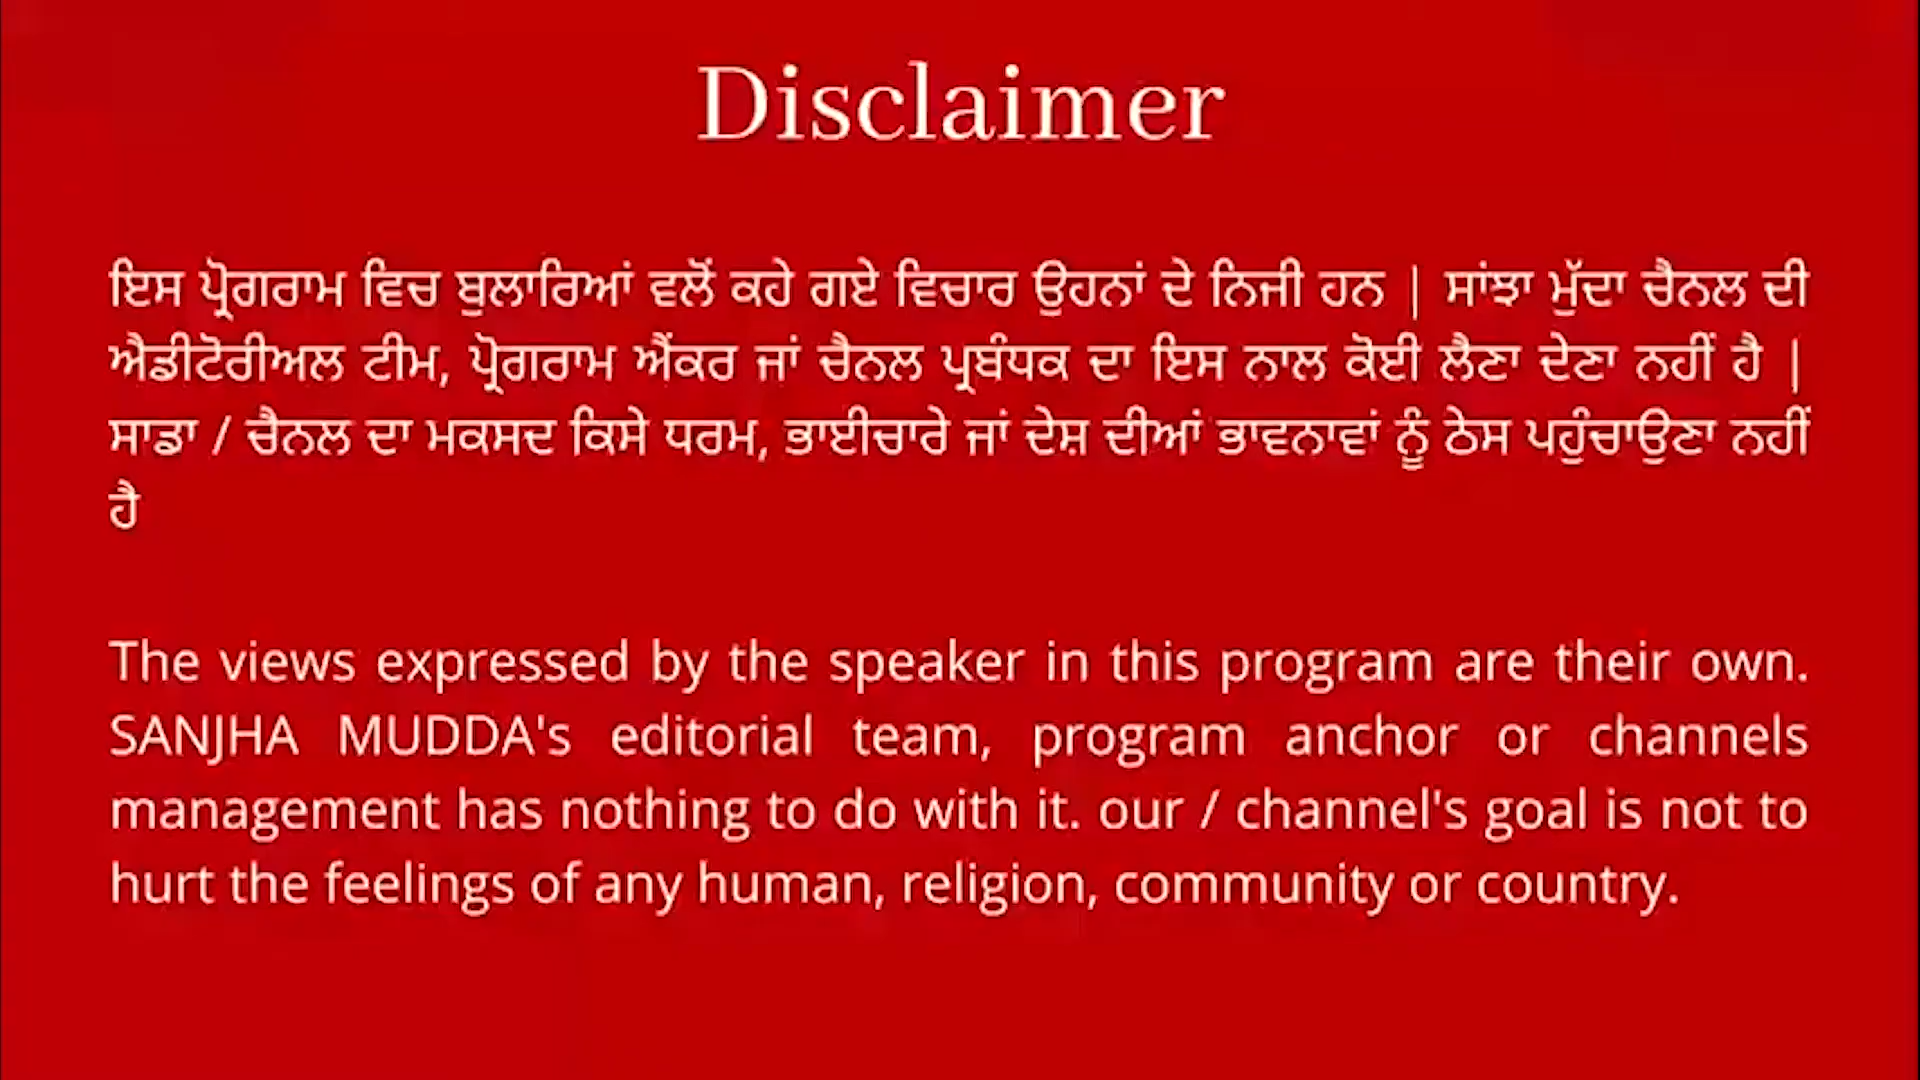 Disclaimer
ਇਸ ਪ੍ਰੋਗਰਾਮ ਵਿਚ ਬੁਲਾਰਿਆਂ ਵਲੋਂ ਕਹੇ ਗਏ ਵਿਚਾਰ ਉਹਨਾਂ ਦੇ ਨਿਜੀ ਹਨ | ਸਾਂਝਾ ਮੁੱਦਾ ਚੈਨਲ ਦੀ
ਐਡੀਟੋਰੀਅਲ ਟੀਮ, ਪ੍ਰੋਗਰਾਮ ਐਂਕਰ ਜਾਂ ਚੈਨਲ ਪ੍ਰਬੰਧਕ ਦਾ ਇਸ ਨਾਲ ਕੋਈ ਲੈਣਾ ਦੇਣਾ ਨਹੀਂ ਹੈ |
ਸਾਡਾ / ਚੈਨਲ ਦਾ ਮਕਸਦ ਕਿਸੇ ਧਰਮ, ਭਾਈਚਾਰੇ ਜਾਂ ਦੇਸ਼ ਦੀਆਂ ਭਾਵਨਾਵਾਂ ਨੂੰ ਠੇਸ ਪਹੁੰਚਾਉਣਾ ਨਹੀਂ
ਹੈ
The views expressed by the speaker in this program are their own.
SANJHA MUDDA's editorial team, program anchor or channels
management has nothing to do with it. our / channel's goal is not to
hurt the feelings of any human, religion, community or country.